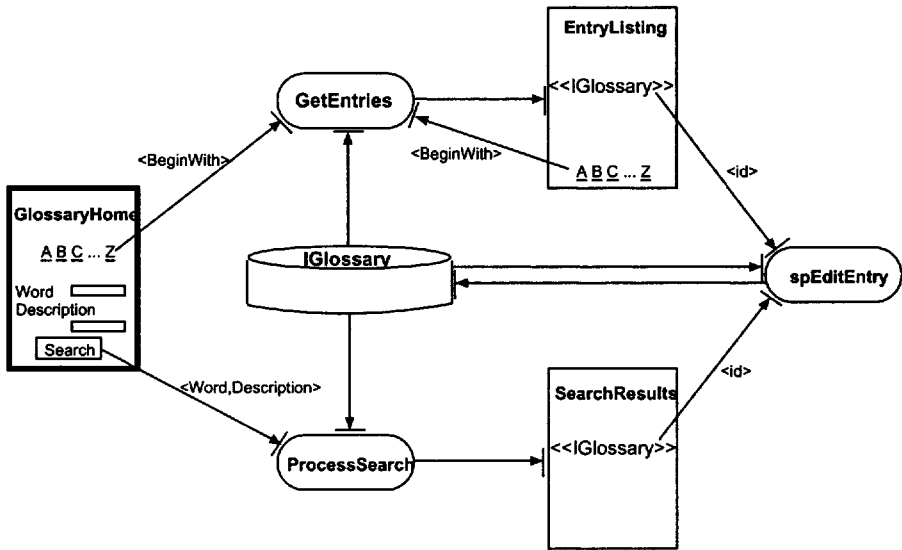 EntryListing
<<IGlossary>>
GetEntries
<BeginWith>
<BeginWith>
A B C ... Z
<id>
GlossaryHome
A B C ... Z
IGlossary
spEditEntry
Word
Description
Search
<Word,Description>
<id>
SearchResults
<<IGlossary>>
ProcessSearch